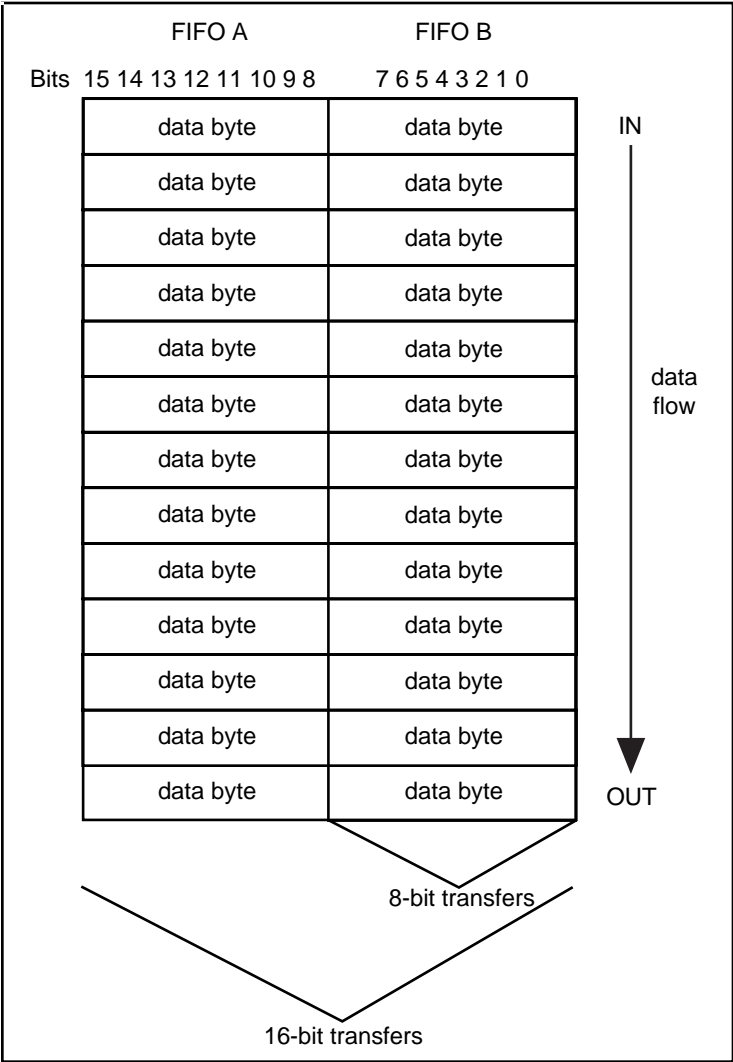 FIFO A FIFO B
Bits 15 14 13 12 11 10 9 8 7 6 5 4 3 2 1 0
data byte data byte IN
data byte data byte
data byte data byte
data byte data byte
data byte data byte
data byte data byte
data flow
data byte data byte
data byte data byte
data byte data byte
data byte data byte
data byte data byte
data byte data byte
data byte data byte OUT
8-bit transfers
16-bit transfers